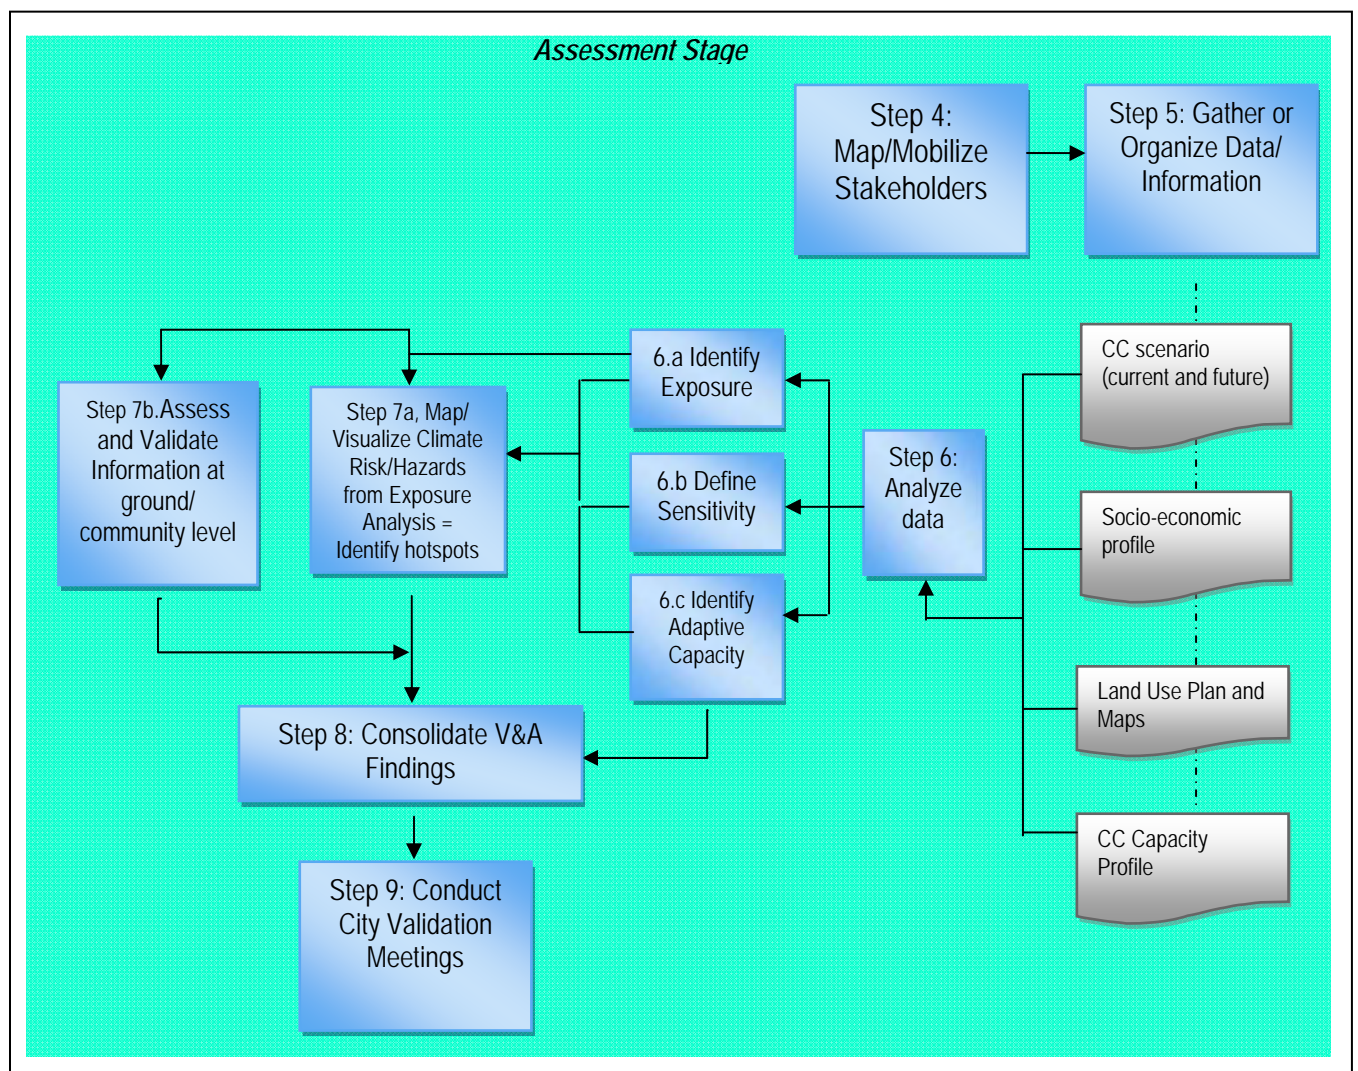 Assessment Stage
Step 4:
Map/Mobilize
Stakeholders
Step 5: Gather or
Organize Data/
Information
CC scenario
(current and future)
Socio-economic
profile
Land Use Plan and
Maps
CC Capacity
Profile
Step 6:
Analyze
data
6.a Identify
Exposure
6.b Define
Sensitivity
6.c Identify
Adaptive
Capacity
Step 7a, Map/
Visualize Climate
Risk/Hazards
from Exposure
Analysis =
Identify hotspots
Step 7b.Assess
and Validate
Information at
ground/
community level
Step 8: Consolidate V&A
Findings
Step 9: Conduct
City Validation
Meetings